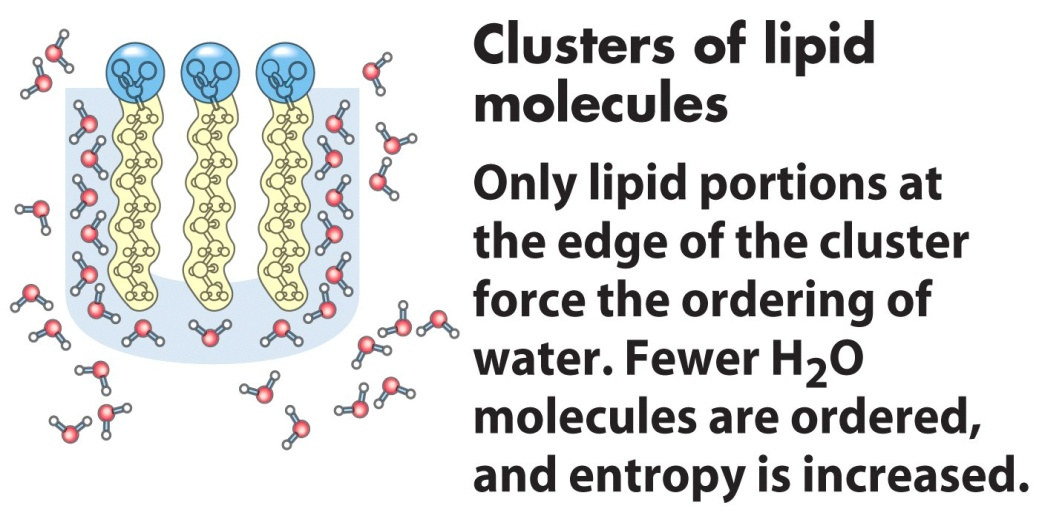 Clusters of lipid
molecules
Only lipid portions at
the edge of the cluster
force the ordering of
water. Fewer H₂O
molecules are ordered,
and entropy is increased.